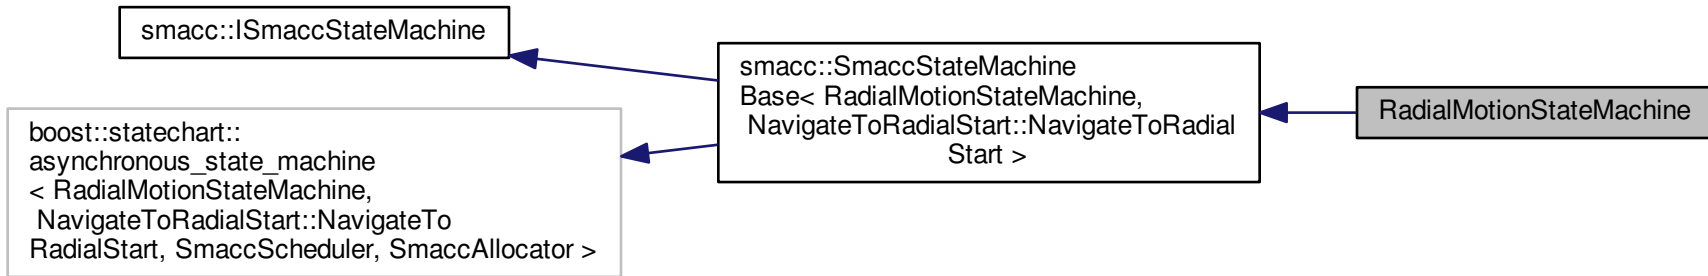 smacc::ISmaccStateMachine
boost::statechart::
asynchronous_state_machine
< RadialMotionStateMachine,
NavigateToRadialStart::NavigateTo
RadialStart, SmaccScheduler, SmaccAllocator >
smacc::SmaccStateMachine
Base< RadialMotionStateMachine,
NavigateToRadialStart::NavigateToRadial
Start >
RadialMotionStateMachine